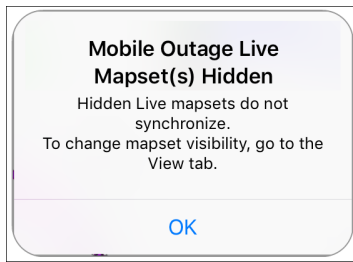 Mobile Outage Live
Mapset(s) Hidden
Hidden Live mapsets do not
synchronize.
To change mapset visibility, go to the
View tab.
OK